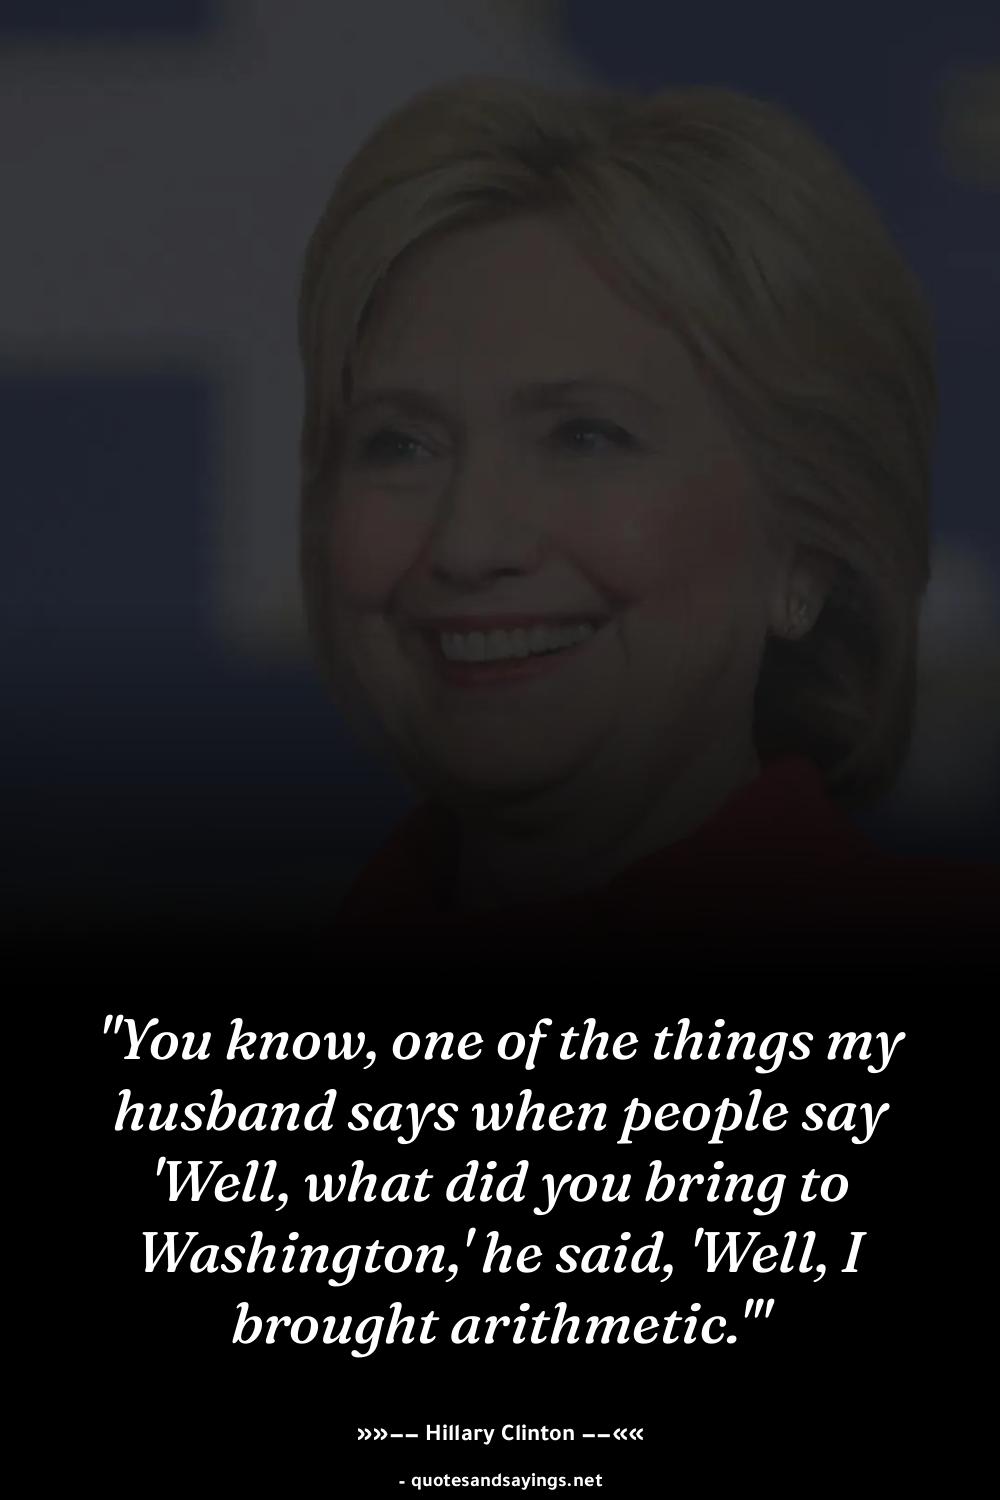 "You know, one of the things my
husband says when people say
'Well, what did you bring to
Washington,' he said, 'Well, I
brought arithmetic.'"
»»–– Hillary Clinton ––««
- quotesandsayings.net